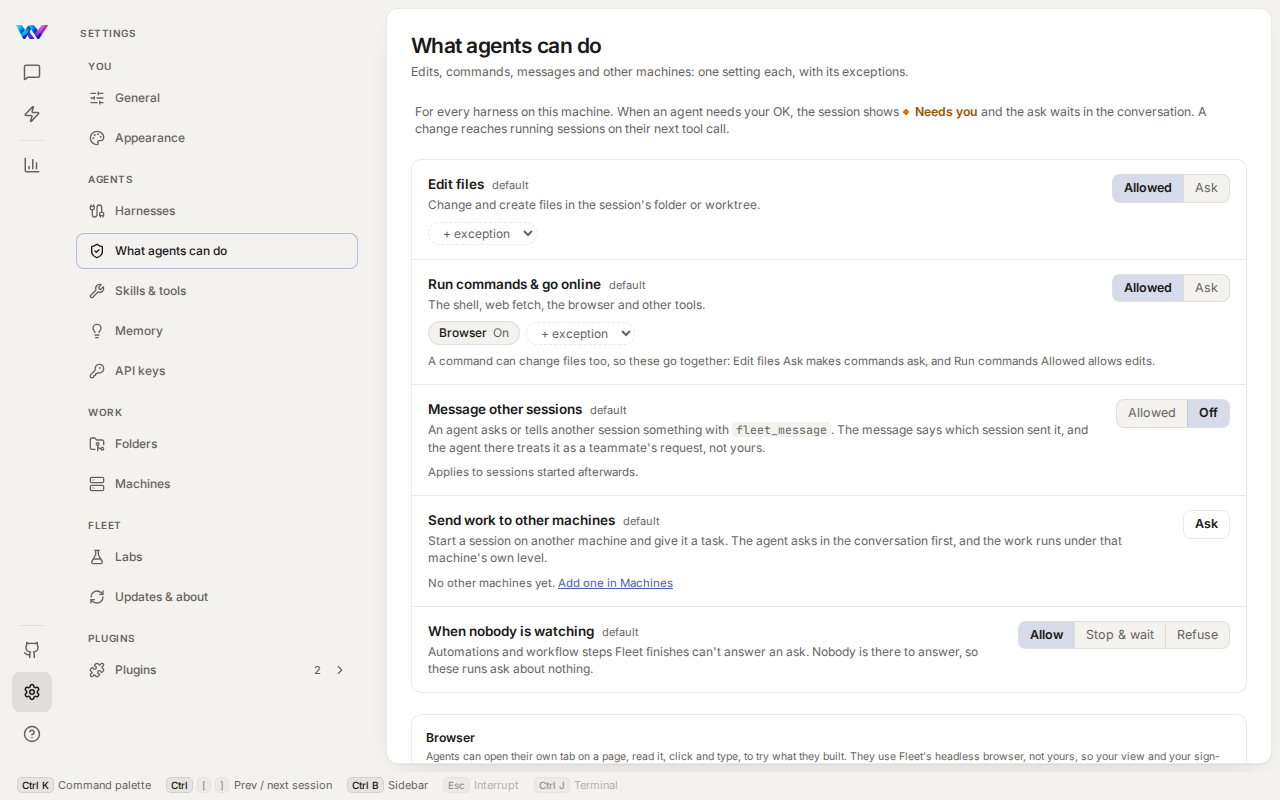 SETTINGS
YOU
General
Appearance
AGENTS
Harnesses
What agents can do
Skills & tools
Memory
API keys
WORK
Folders
Machines
FLEET
Labs
Updates & about
PLUGINS
Plugins 2
What agents can do
Edits, commands, messages and other machines: one setting each, with its exceptions.
For every harness on this machine. When an agent needs your OK, the session shows ◆ Needs you and the ask waits in the conversation. A
change reaches running sessions on their next tool call.
Edit files default
Allowed Ask
Change and create files in the session's folder or worktree.
+ exception
Run commands & go online default
Allowed Ask
The shell, web fetch, the browser and other tools.
Browser On + exception
A command can change files too, so these go together: Edit files Ask makes commands ask, and Run commands Allowed allows edits.
Message other sessions default
Allowed Off
An agent asks or tells another session something with fleet_message. The message says which session sent it, and
the agent there treats it as a teammate's request, not yours.
Applies to sessions started afterwards.
Send work to other machines default
Ask
Start a session on another machine and give it a task. The agent asks in the conversation first, and the work runs under that
machine's own level.
No other machines yet. Add one in Machines
When nobody is watching default
Allow Stop & wait Refuse
Automations and workflow steps Fleet finishes can't answer an ask. Nobody is there to answer, so
these runs ask about nothing.
Browser
Agents can open their own tab on a page, read it, click and type, to try what they built. They use Fleet's headless browser, not yours, so your view and your sign-
Ctrl K Command palette Ctrl [ ] Prev / next session Ctrl B Sidebar Esc Interrupt Ctrl J Terminal